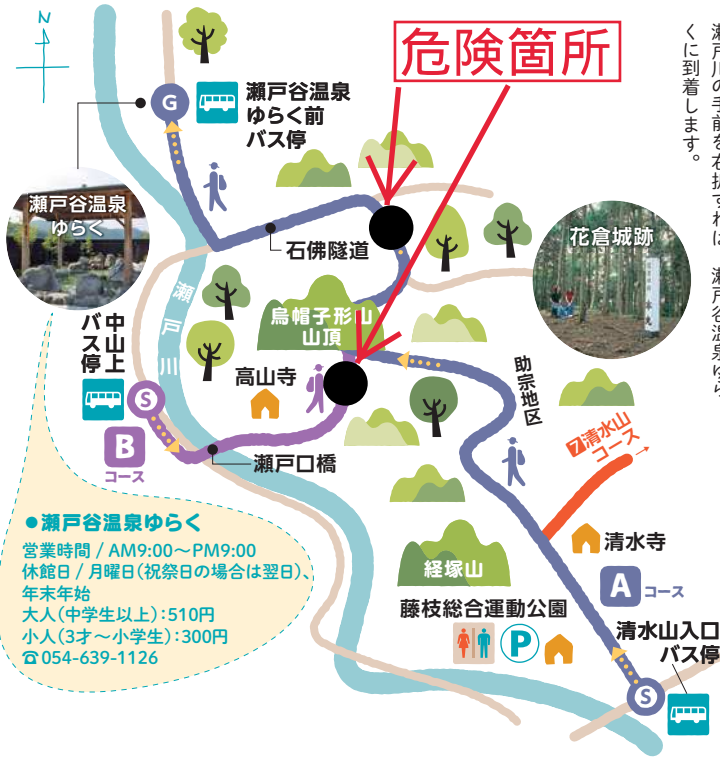 N
危険箇所
瀬戸川の手前を右折すれば、瀬戸谷温泉ゆら
くに到着します。
G
瀬戸谷温泉
ゆらく前
バス停
瀬戸谷温泉
ゆらく
石佛隧道
花倉城跡
瀬戸川
烏帽子形山
山頂
中山上
バス停
S
高山寺
助宗地区
B
コース
瀬戸口橋
7清水山
コース
●瀬戸谷温泉ゆらく
営業時間 / AM9:00～PM9:00
休館日 / 月曜日(祝祭日の場合は翌日)、
年末年始
大人(中学生以上):510円
小人(3才～小学生):300円
☎054-639-1126
清水寺
経塚山
A コース
藤枝総合運動公園
P
清水山入口
バス停
S